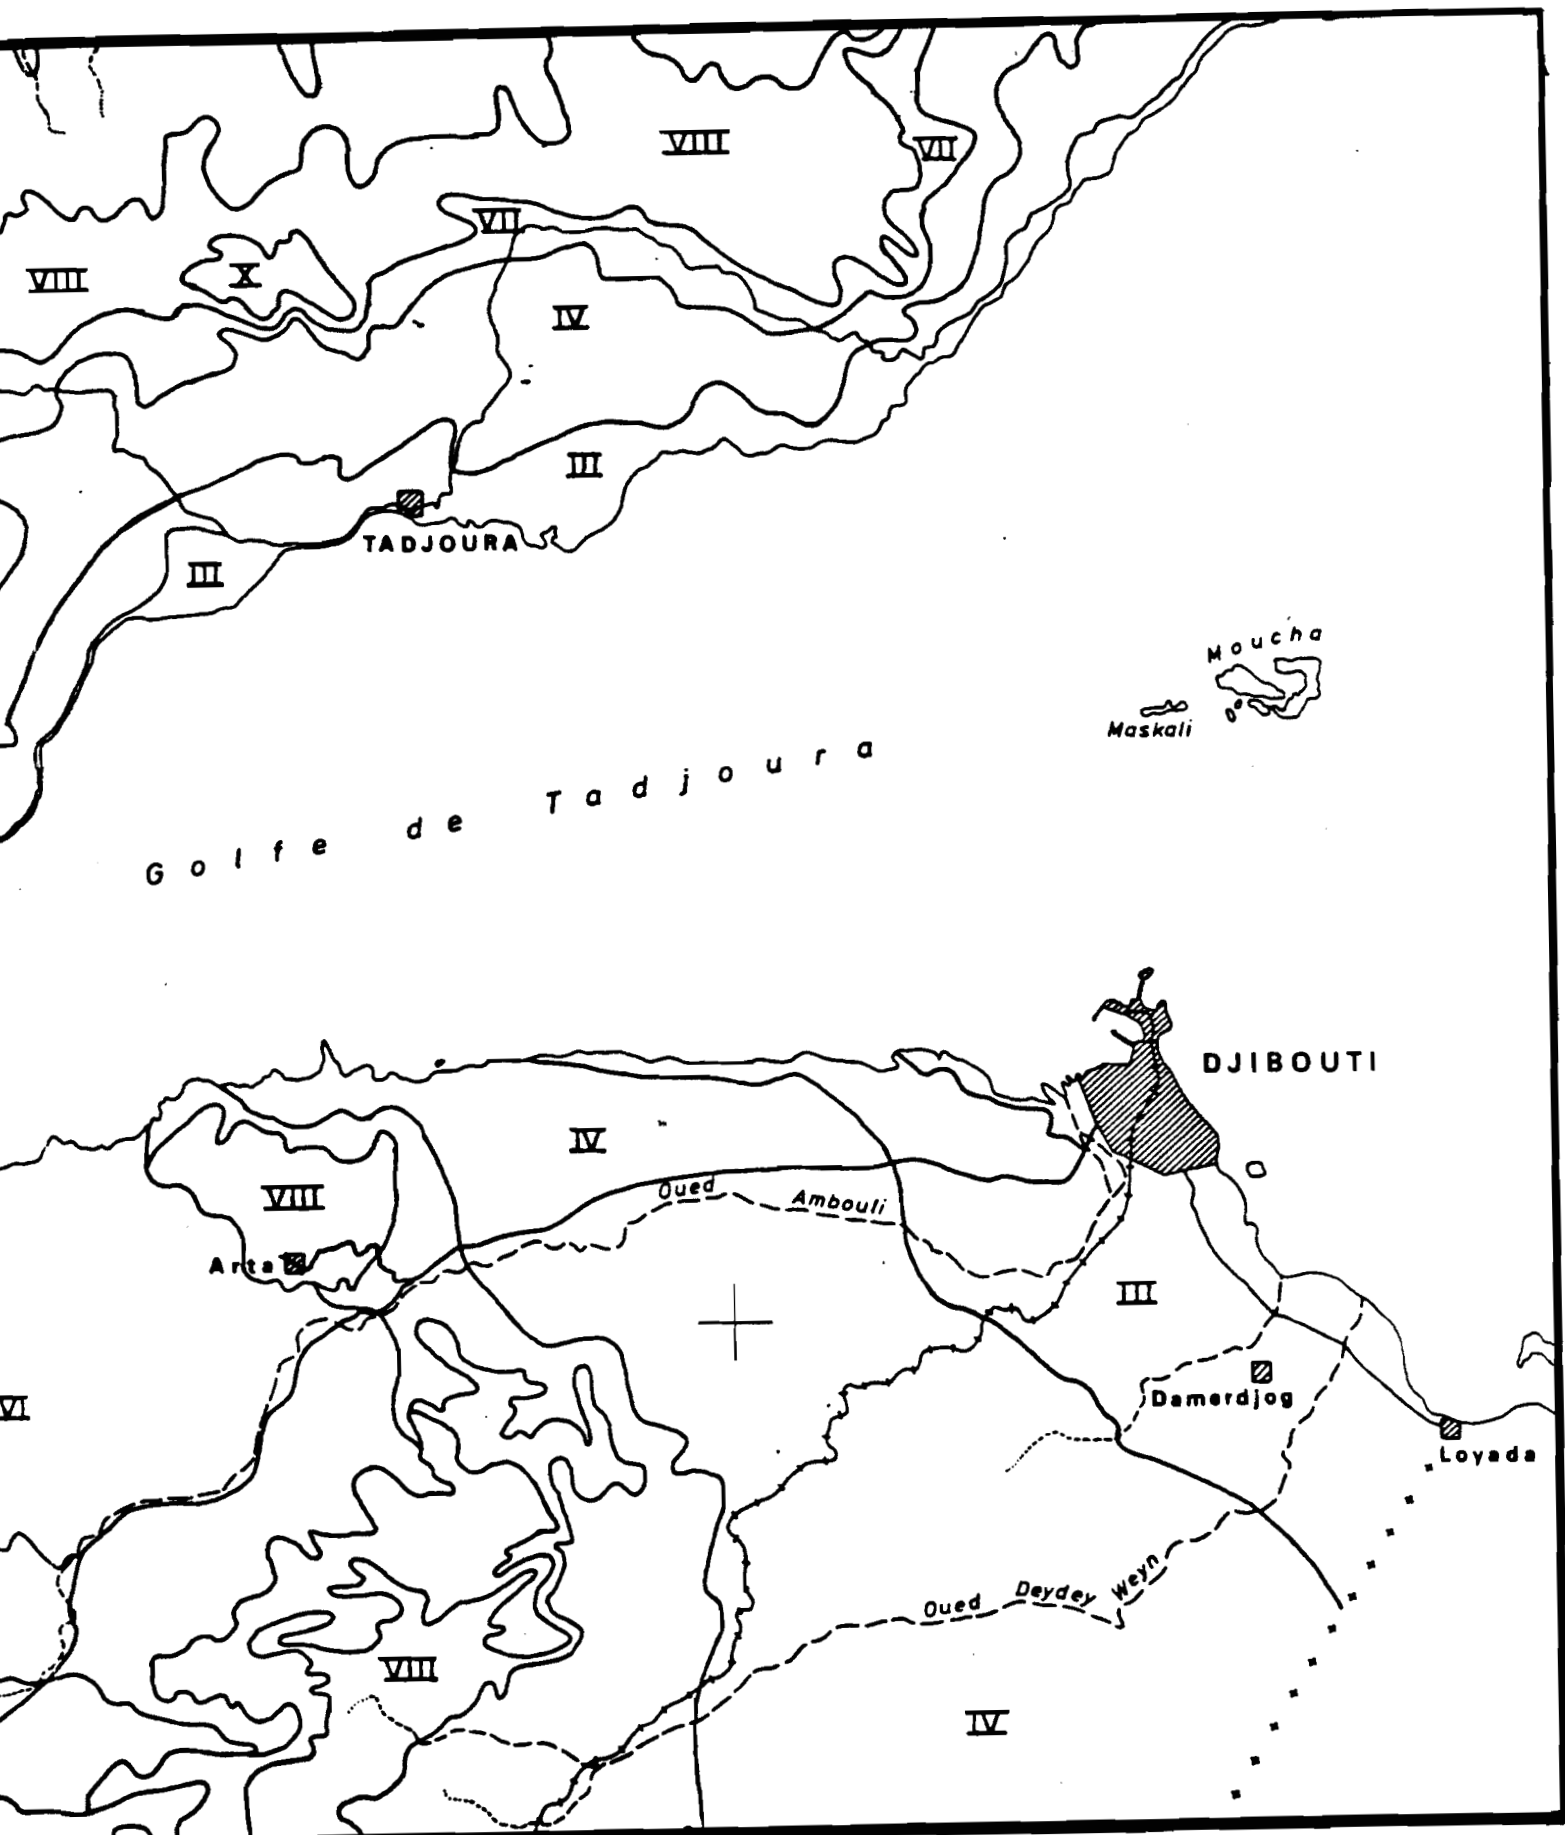 VIII
VII
VII
VIII
X
IV
III
TADJOURA
III
Moucha
Maskali
Golfe de Tadjoura
DJIBOUTI
IV
VIII
Oued Ambouli
Arta
III
Damerdjog
VI
Loyada
Oued Deydey Weyn
VIII
IV